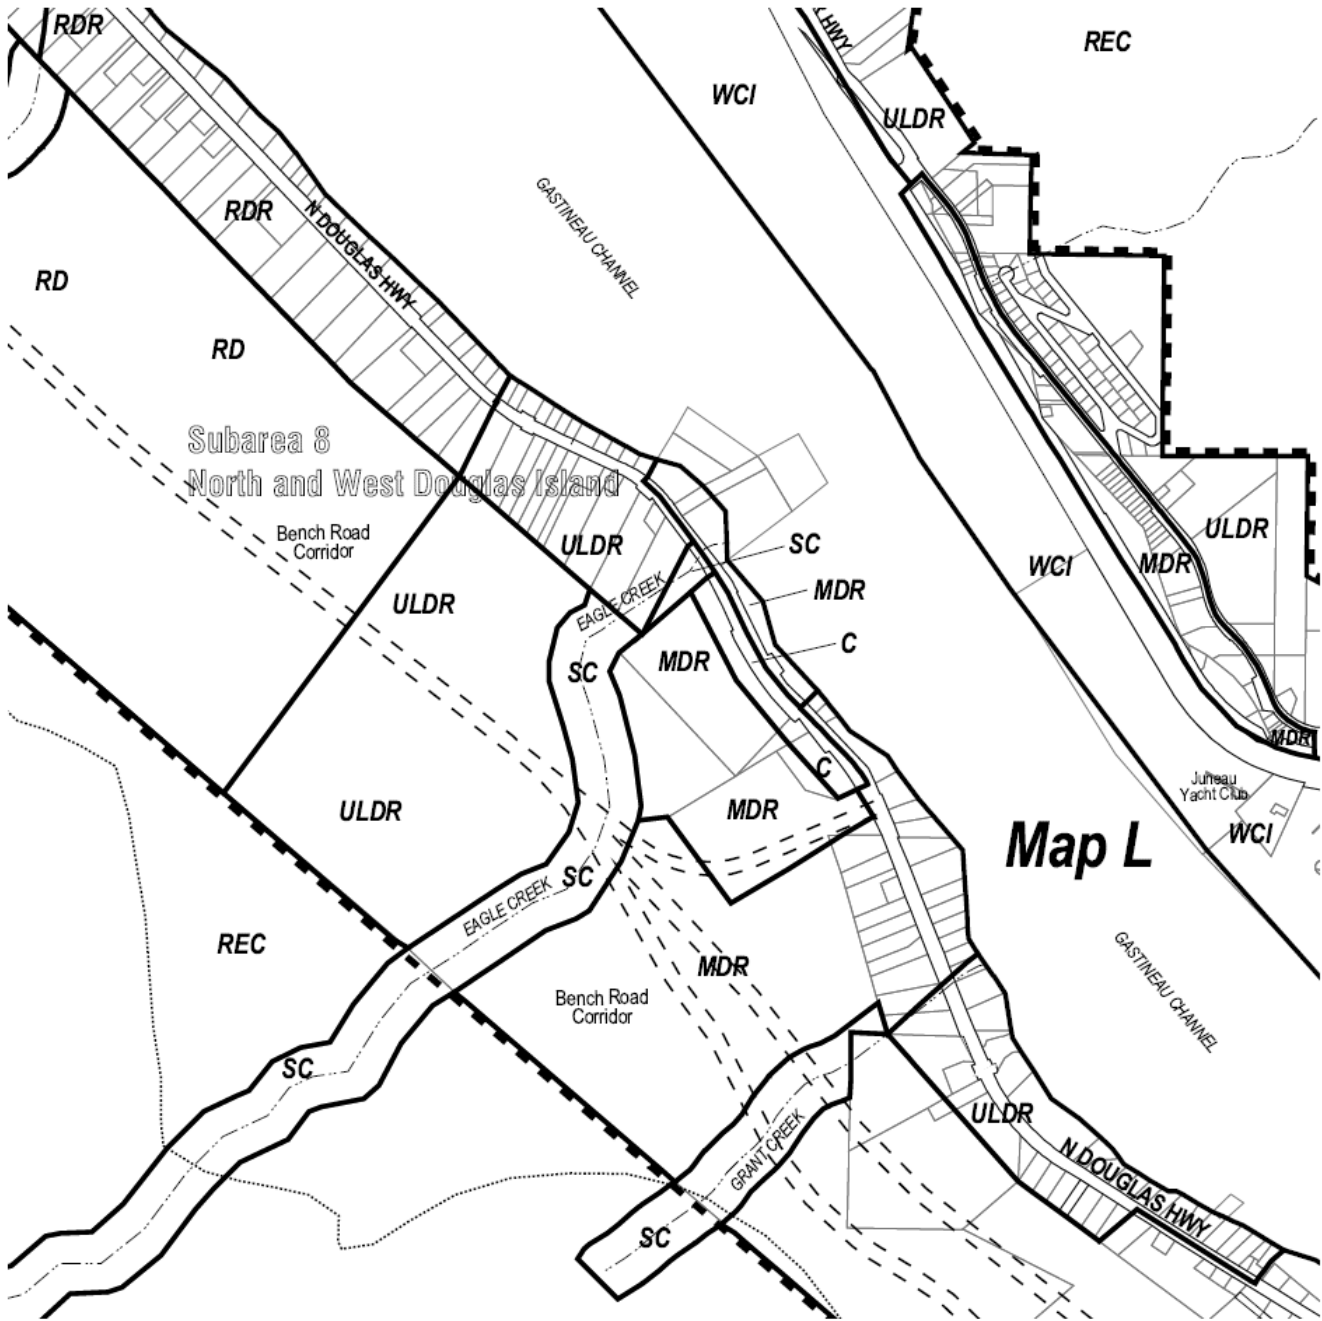 RDR
K HWY
REC
WCI
ULDR
GASTINEAU CHANNEL
RDR
N DOUGLAS HWY
RD
RD
Subarea 8
North and West Douglas Island
Bench Road
Corridor
ULDR
SC
ULDR
MDR
WCI
MDR
ULDR
EAGLE CREEK
MDR
C
SC
MDR
C
Juneau
Yacht Club
ULDR
MDR
WCI
Map L
SC
EAGLE CREEK
REC
MDR
GASTINEAU CHANNEL
Bench Road
Corridor
SC
ULDR
GRANT CREEK
N DOUGLAS HWY
SC